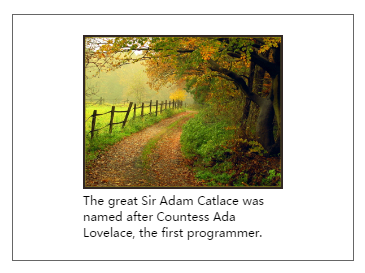 The great Sir Adam Catlace was
named after Countess Ada
Lovelace, the first programmer.